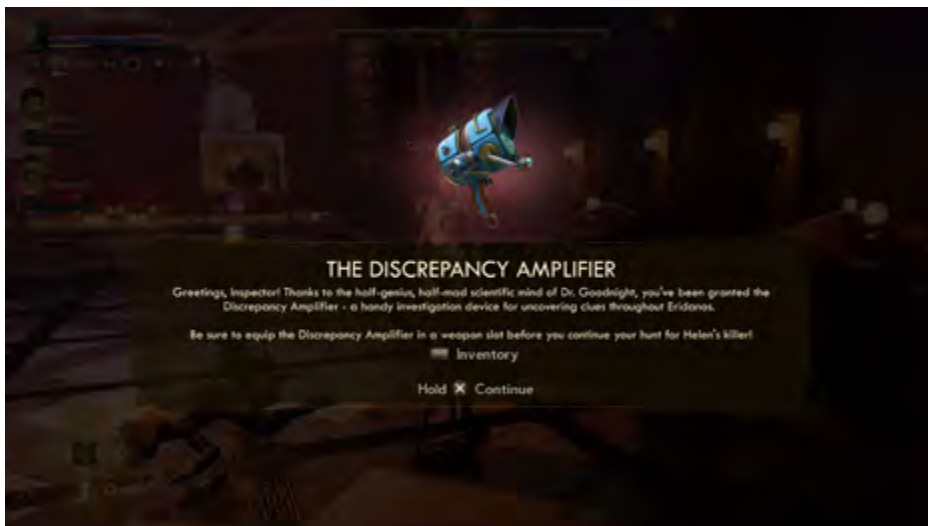 THE DISCREPANCY AMPLIFIER
Greetings, Inspector! Thanks to the half-genius, half-mad scientific mind of Dr. Goodnight, you've been granted the
Discrepancy Amplifier - a handy investigation device for uncovering clues throughout Eridanos.
Be sure to equip the Discrepancy Amplifier in a weapon slot before you continue your hunt for Helen's killer!
Inventory
Hold X Continue